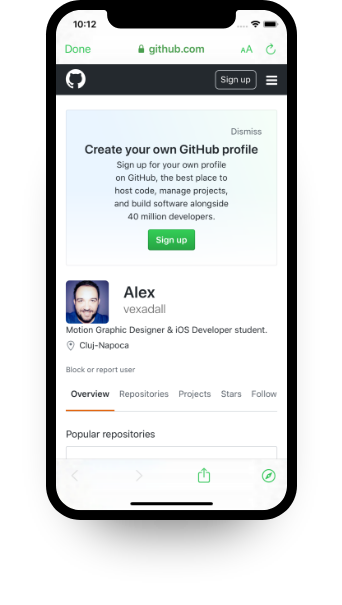 10:12
Done github.com AA
Sign up
Dismiss
Create your own GitHub profile
Sign up for your own profile
on GitHub, the best place to
host code, manage projects,
and build software alongside
40 million developers.
Sign up
Alex
vexadall
Motion Graphic Designer & iOS Developer student.
Cluj-Napoca
Block or report user
Overview Repositories Projects Stars Follow
Popular repositories